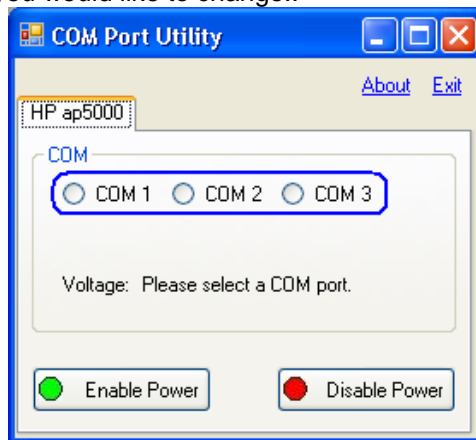 you would like to change..
COM Port Utility
About Exit
HP ap5000
COM
COM 1 COM 2 COM 3
Voltage: Please select a COM port.
Enable Power Disable Power